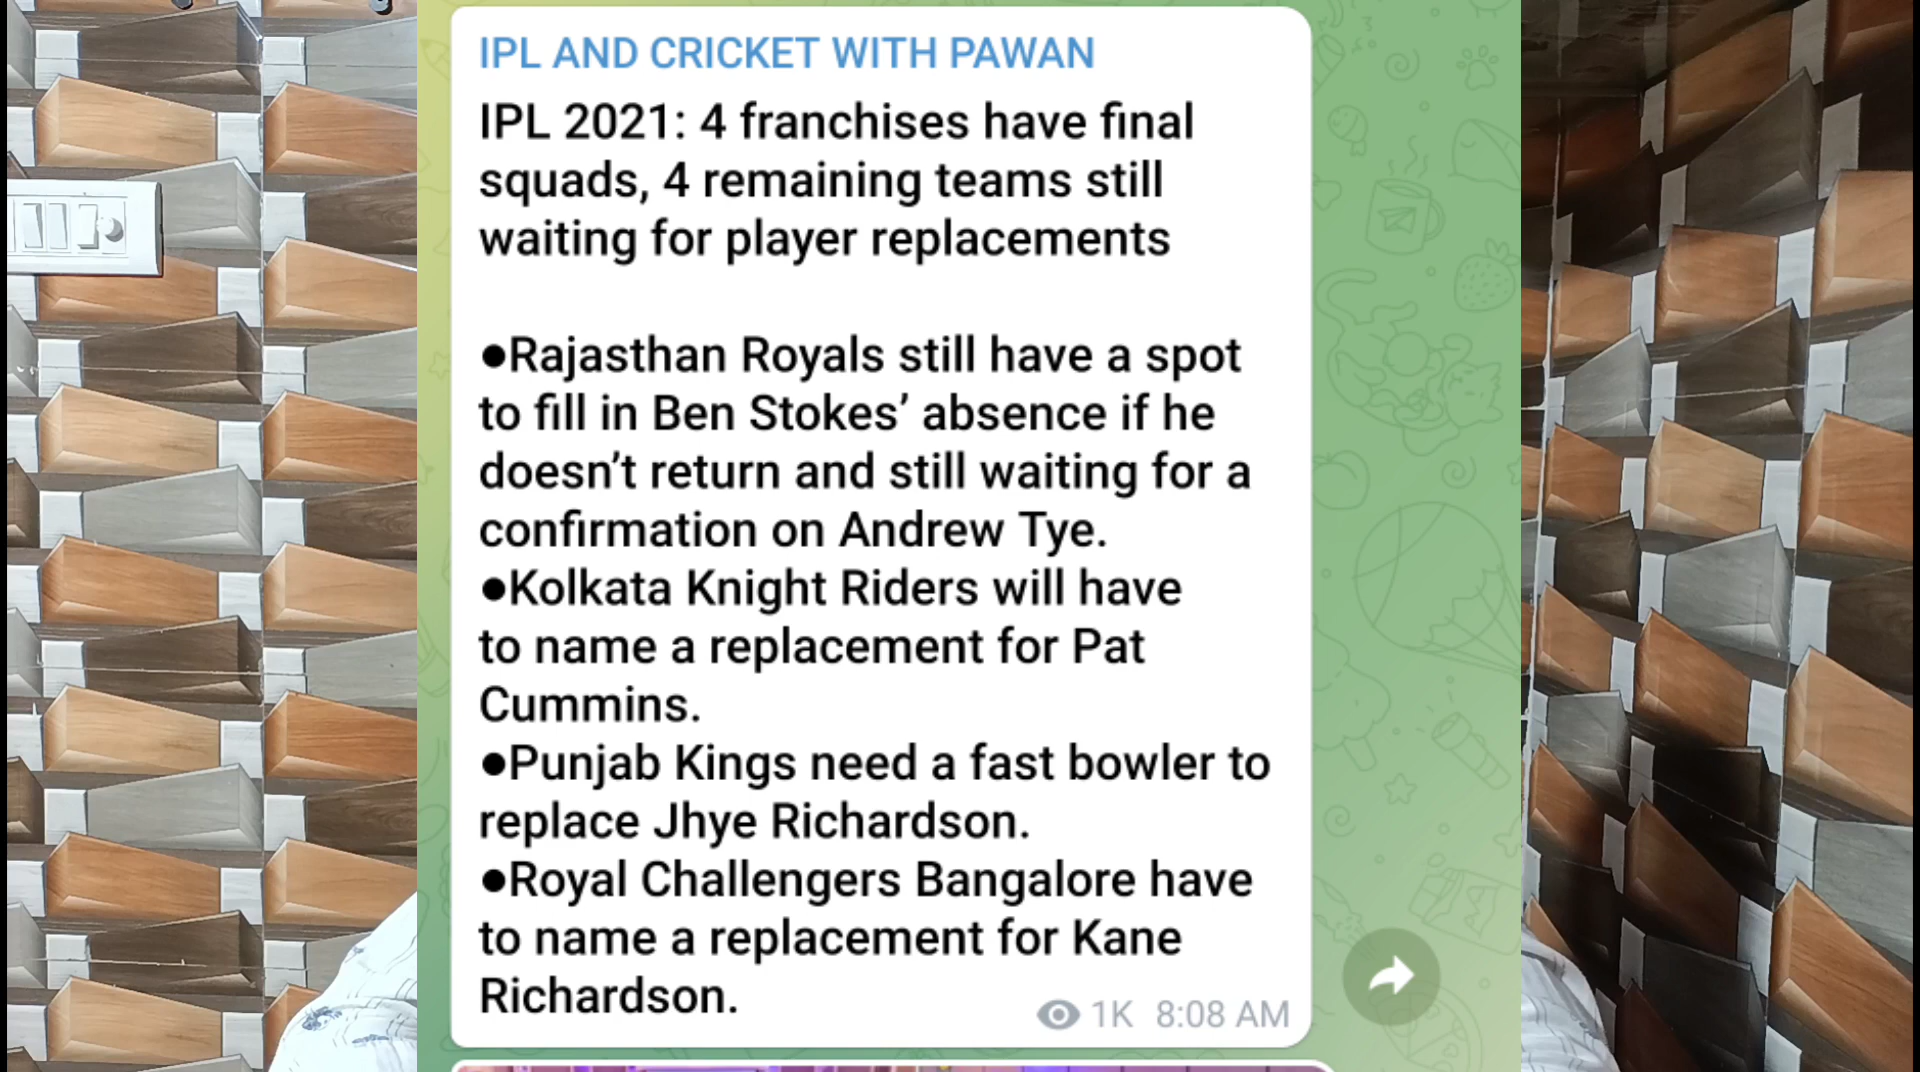 IPL AND CRICKET WITH PAWAN
IPL 2021: 4 franchises have final
squads, 4 remaining teams still
waiting for player replacements
●Rajasthan Royals still have a spot
to fill in Ben Stokes’ absence if he
doesn’t return and still waiting for a
confirmation on Andrew Tye.
●Kolkata Knight Riders will have
to name a replacement for Pat
Cummins.
●Punjab Kings need a fast bowler to
replace Jhye Richardson.
●Royal Challengers Bangalore have
to name a replacement for Kane
Richardson.
1K 8:08 AM